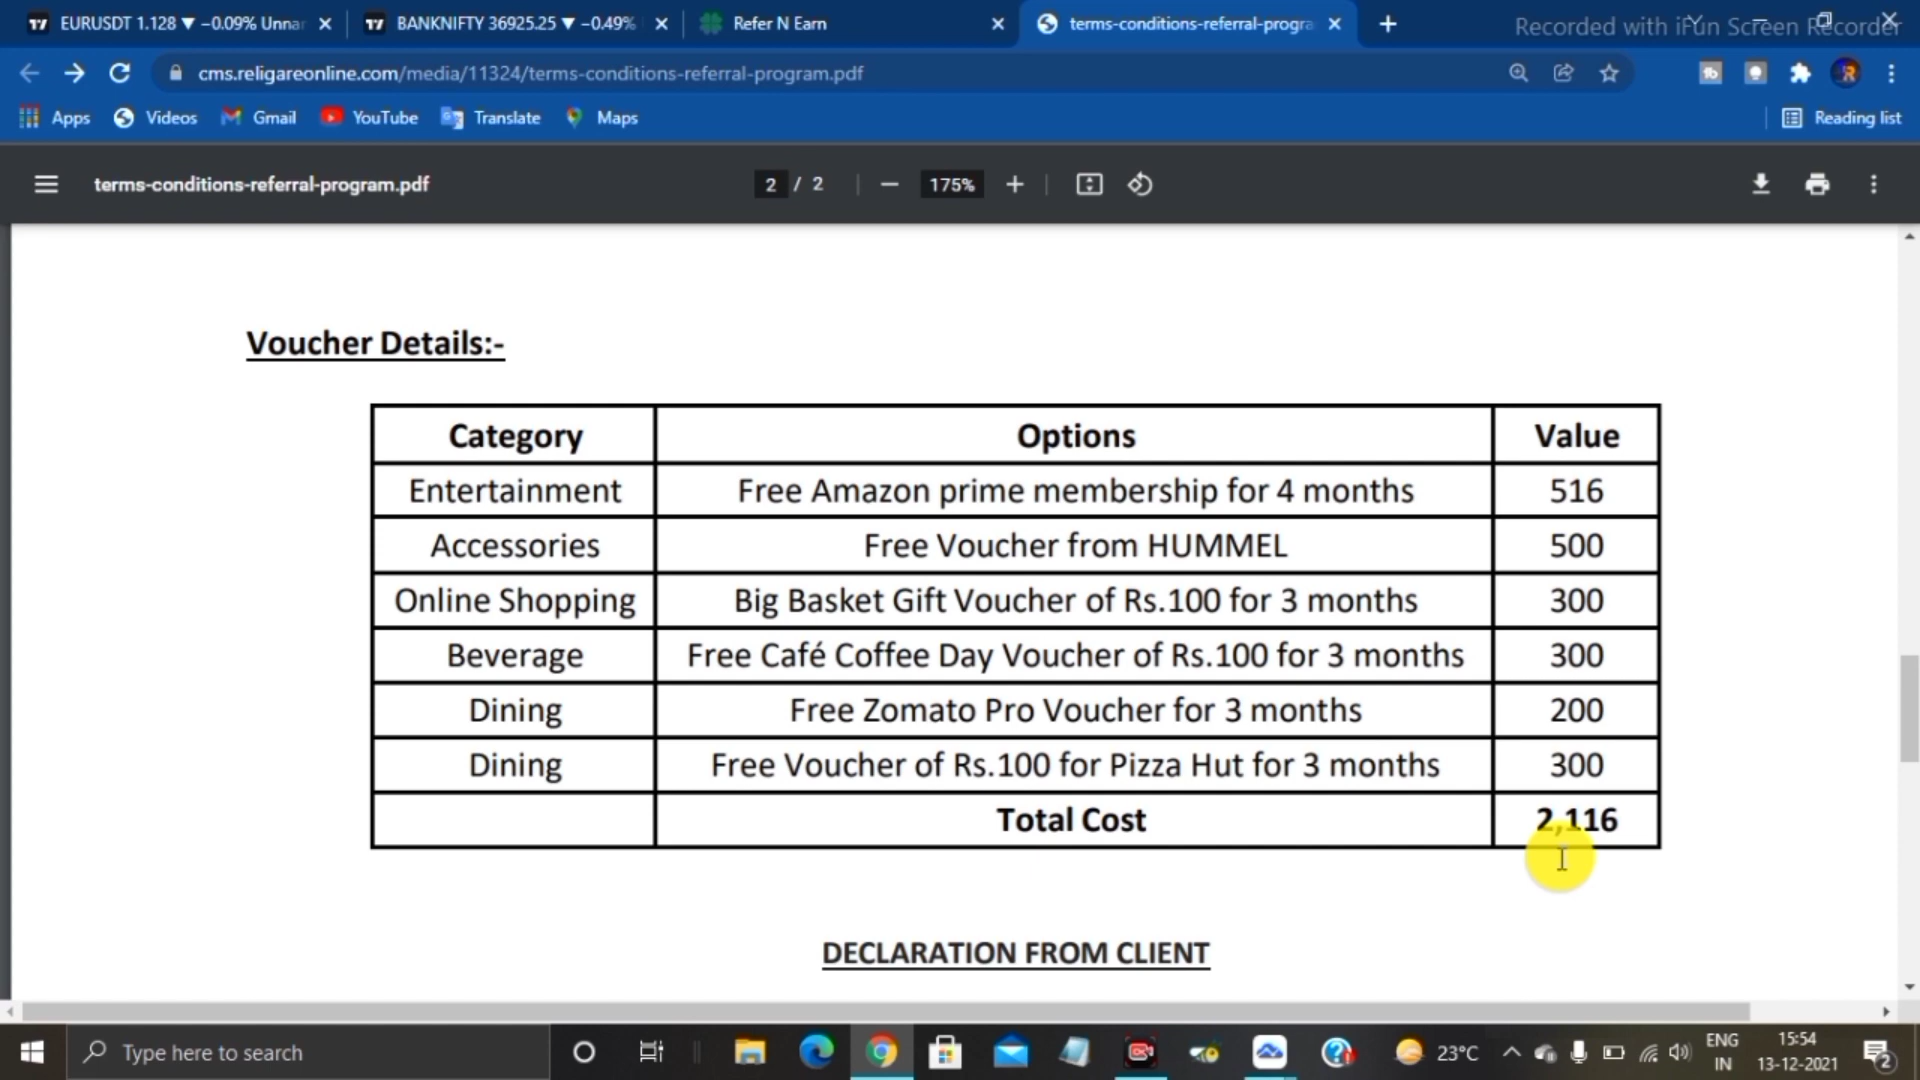 EURUSDT 1.128 ▼ −0.09% Unna
BANKNIFTY 36925.25 ▼ −0.49%
Refer N Earn
terms-conditions-referral-progra
Recorded with iFun Screen Recorder
cms.religareonline.com/media/11324/terms-conditions-referral-program.pdf
Apps Videos Gmail YouTube Translate Maps Reading list
terms-conditions-referral-program.pdf 2 / 2 175%
Voucher Details:-
Category Options Value
Entertainment Free Amazon prime membership for 4 months 516
Accessories Free Voucher from HUMMEL 500
Online Shopping Big Basket Gift Voucher of Rs.100 for 3 months 300
Beverage Free Café Coffee Day Voucher of Rs.100 for 3 months 300
Dining Free Zomato Pro Voucher for 3 months 200
Dining Free Voucher of Rs.100 for Pizza Hut for 3 months 300
Total Cost 2,116
DECLARATION FROM CLIENT
Type here to search
23°C
ENG
IN
15:54
13-12-2021
2